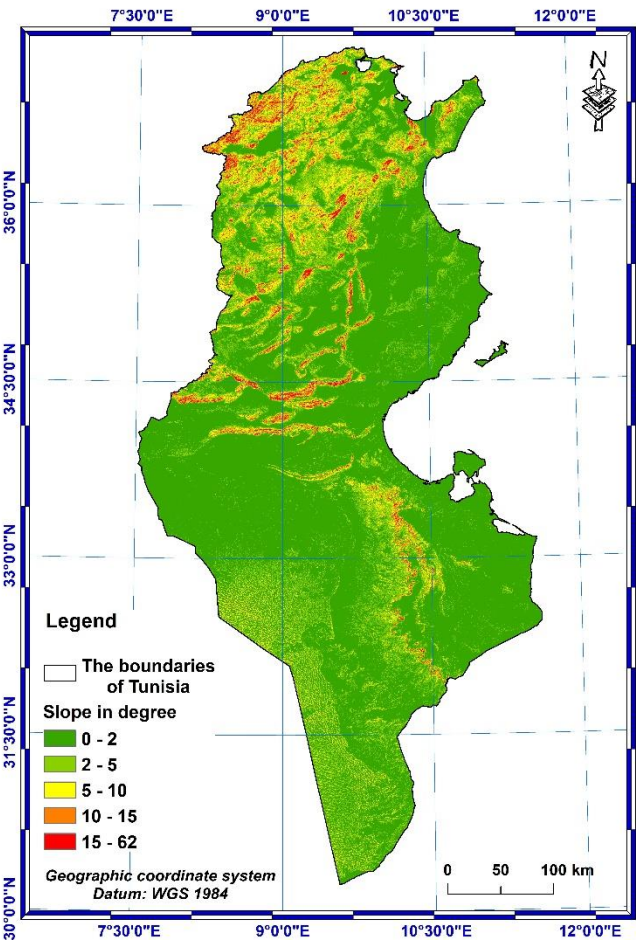 7°30'0"E 9°0'0"E 10°30'0"E 12°0'0"E
N
36°0'0"N
34°30'0"N
33°0'0"N
31°30'0"N
30°0'0"N
Legend
The boundaries
of Tunisia
Slope in degree
0 - 2
2 - 5
5 - 10
10 - 15
15 - 62
Geographic coordinate system
Datum: WGS 1984
0 50 100 km
7°30'0"E 9°0'0"E 10°30'0"E 12°0'0"E